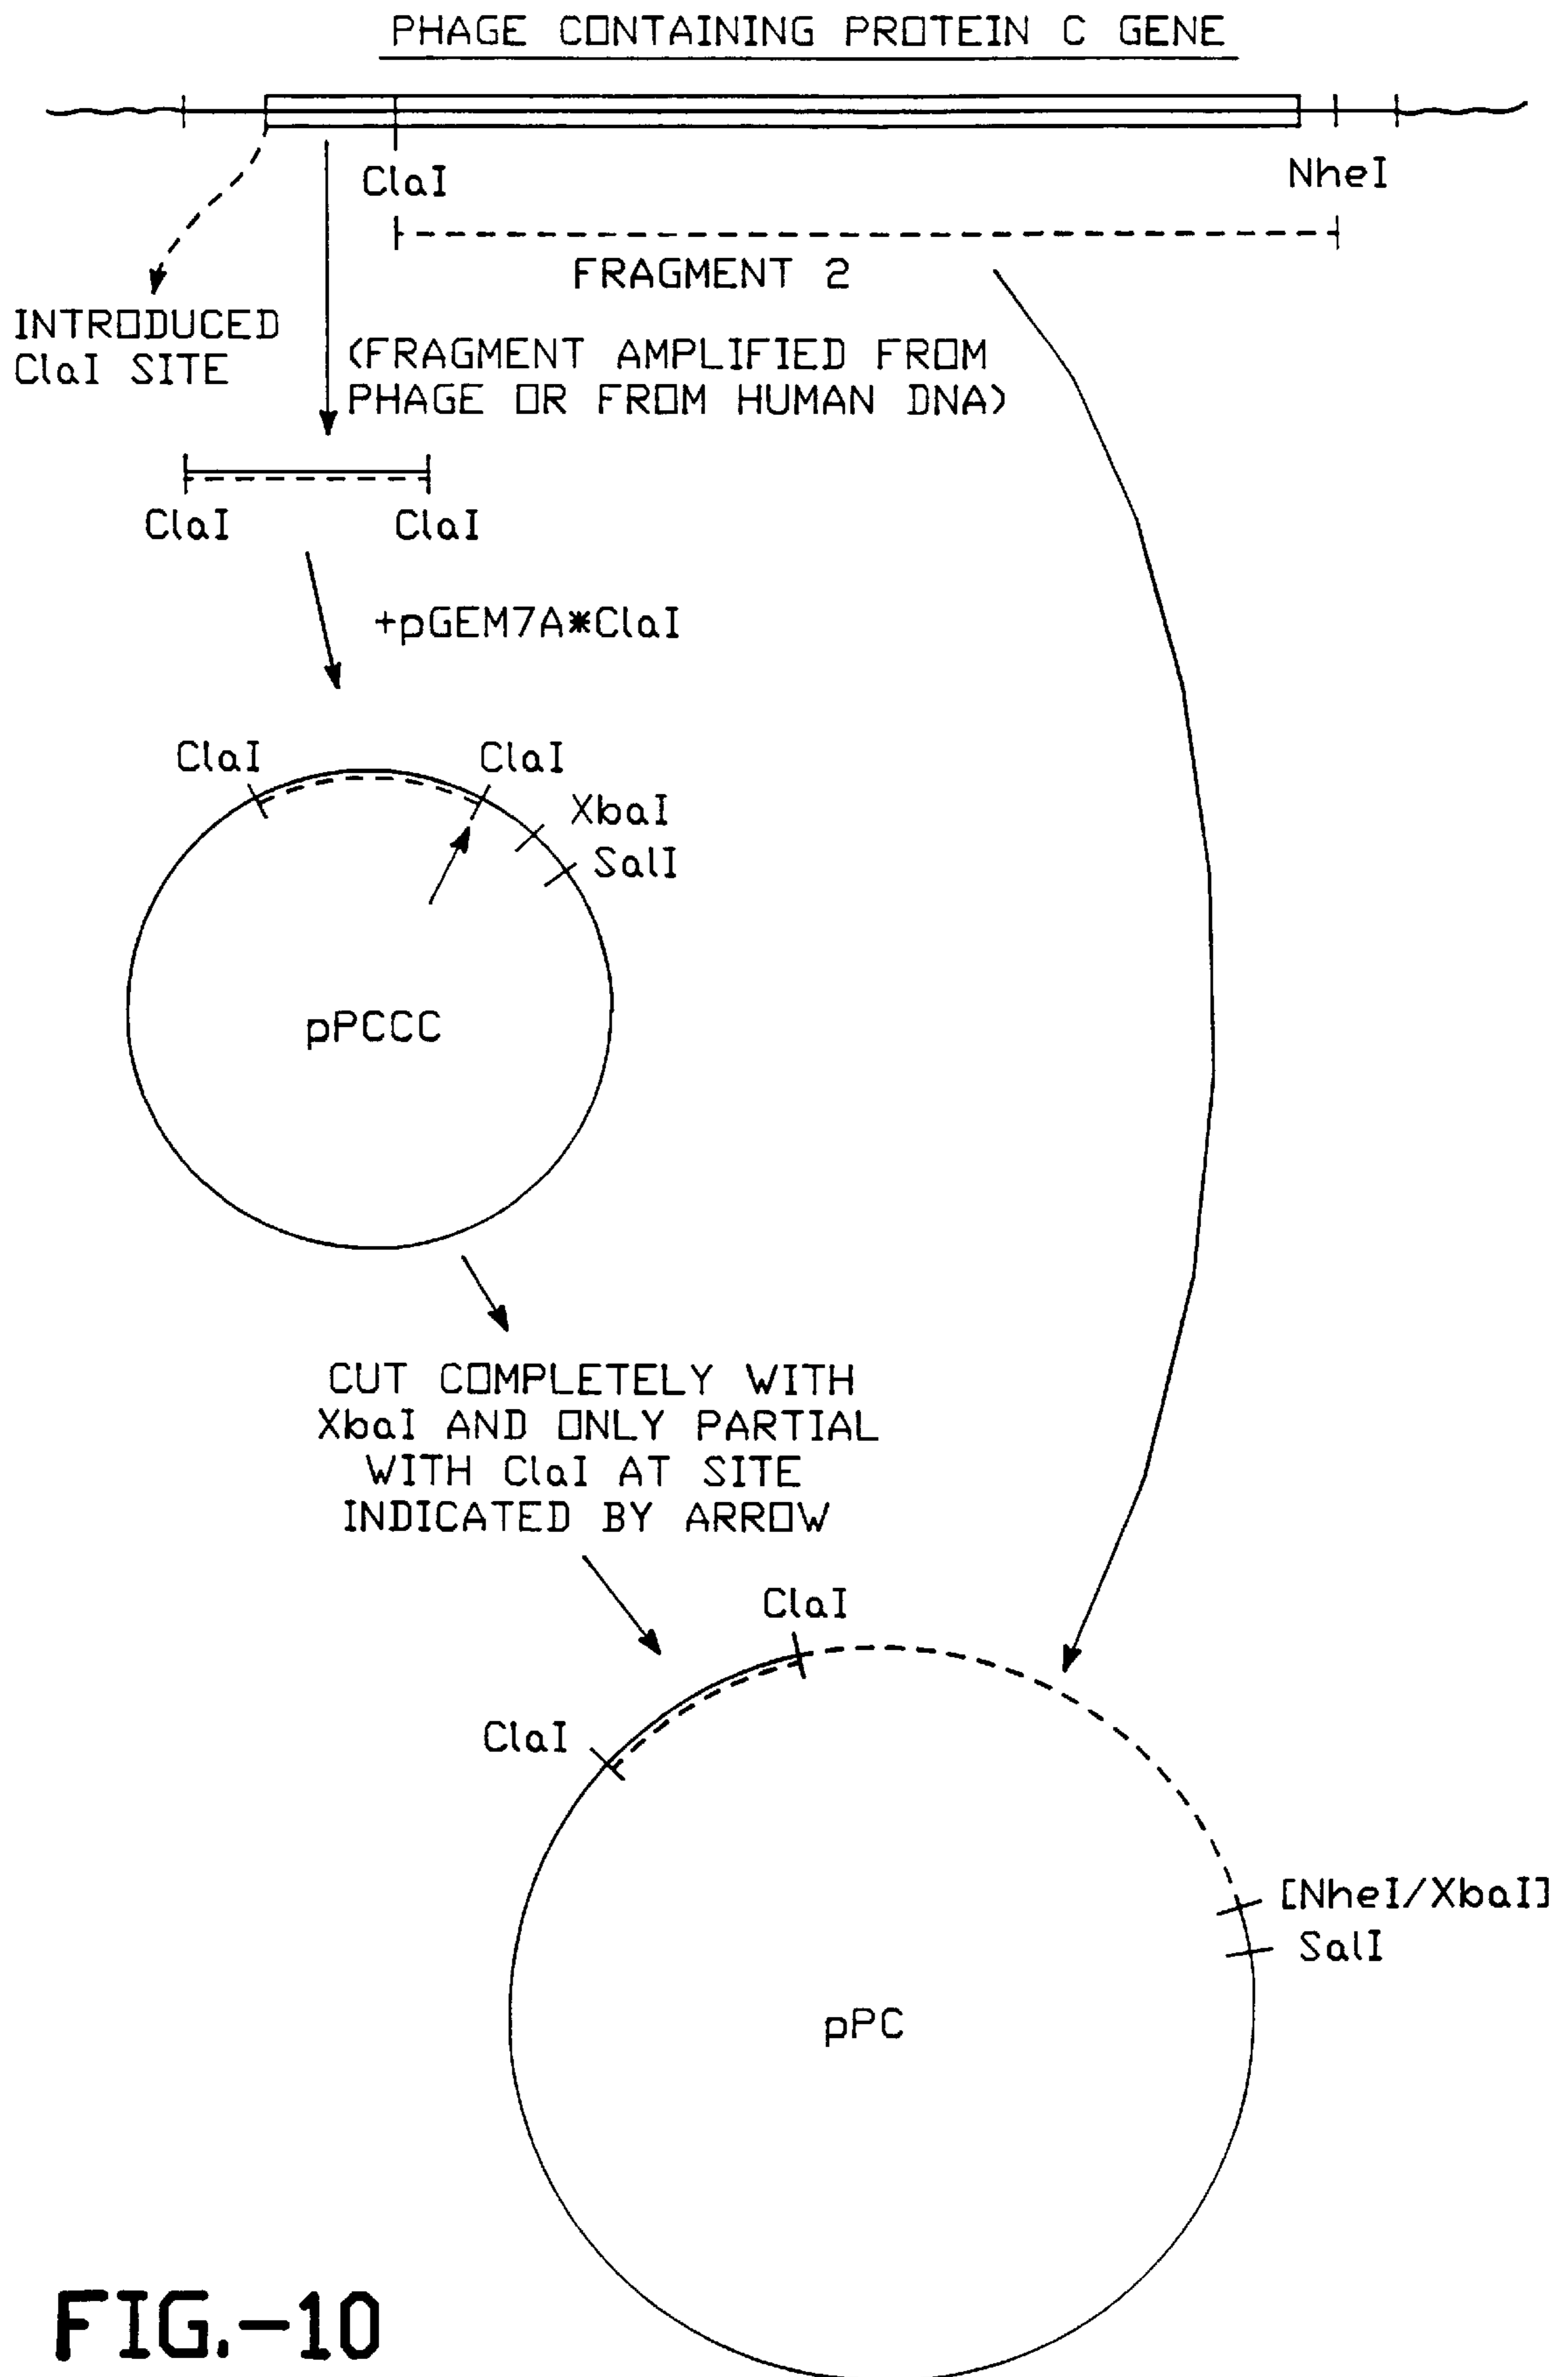 PHAGE CONTAINING PROTEIN C GENE
ClaI
NheI
FRAGMENT 2
INTRODUCED
ClaI SITE
(FRAGMENT AMPLIFIED FROM
PHAGE OR FROM HUMAN DNA)
ClaI
ClaI
+pGEM7A*ClaI
ClaI
ClaI
XbaI
SalI
pPCCC
CUT COMPLETELY WITH
XbaI AND ONLY PARTIAL
WITH ClaI AT SITE
INDICATED BY ARROW
ClaI
ClaI
[NheI/XbaI]
SalI
pPC
FIG.-10